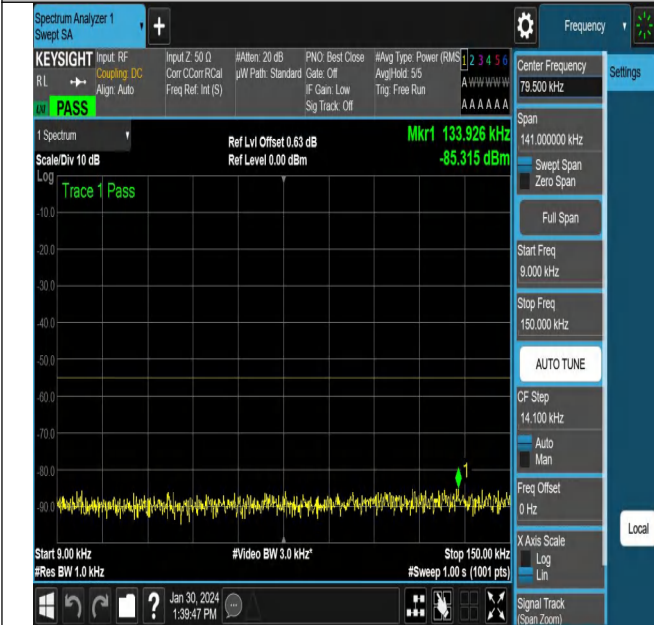 Spectrum Analyzer 1
Swept SA
Frequency
KEYSIGHT
RL
PASS
Input: RF
Coupling: DC
Align: Auto
Input Z: 50 Ω
Corr CCorr RCal
Freq Ref: Int (S)
#Atten: 20 dB
µW Path: Standard
PNO: Best Close
Gate: Off
IF Gain: Low
Sig Track: Off
#Avg Type: Power (RMS
Avg|Hold: 5/5
Trig: Free Run
1 2 3 4 5 6
A W W W W W
A A A A A A
1 Spectrum
Scale/Div 10 dB
Ref Lvl Offset 0.63 dB
Ref Level 0.00 dBm
Mkr1 133.926 kHz
-85.315 dBm
Log
Trace 1 Pass
-10.0
-20.0
-30.0
-40.0
-50.0
-60.0
-70.0
-80.0
-90.0
1
Start 9.00 kHz
#Res BW 1.0 kHz
#Video BW 3.0 kHz*
Stop 150.00 kHz
#Sweep 1.00 s (1001 pts)
Jan 30, 2024
1:39:47 PM
Center Frequency
79.500 kHz
Settings
Span
141.000000 kHz
Swept Span
Zero Span
Full Span
Start Freq
9.000 kHz
Stop Freq
150.000 kHz
AUTO TUNE
CF Step
14.100 kHz
Auto
Man
Freq Offset
0 Hz
Local
X Axis Scale
Log
Lin
Signal Track
(Span Zoom)